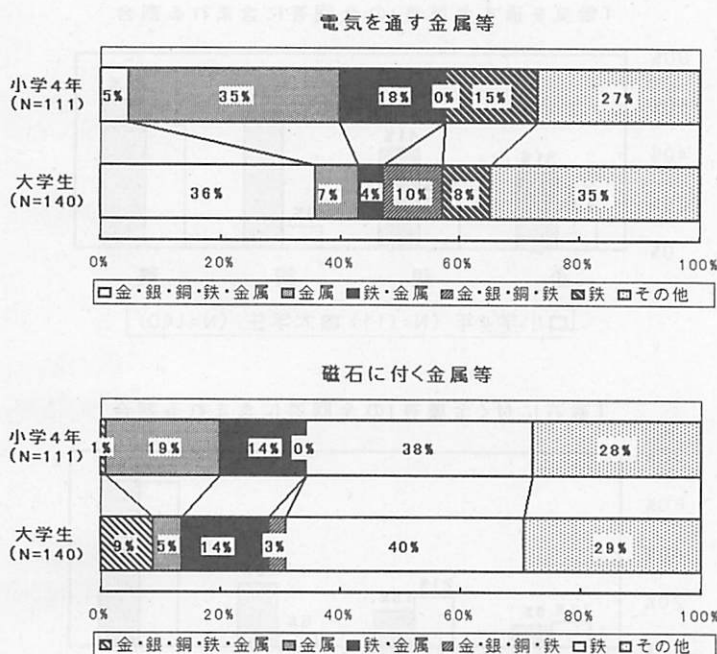 電気を通す金属等
小学4年
(N=111)
5% 35% 18% 0% 15% 27%
大学生
(N=140)
36% 7% 4% 10% 8% 35%
0% 20% 40% 60% 80% 100%
金・銀・銅・鉄・金属 金属 鉄・金属 金・銀・銅・鉄 鉄 その他
磁石に付く金属等
小学4年
(N=111)
1% 19% 14% 0% 38% 28%
大学生
(N=140)
9% 5% 14% 3% 40% 29%
0% 20% 40% 60% 80% 100%
金・銀・銅・鉄・金属 金属 鉄・金属 金・銀・銅・鉄 鉄 その他